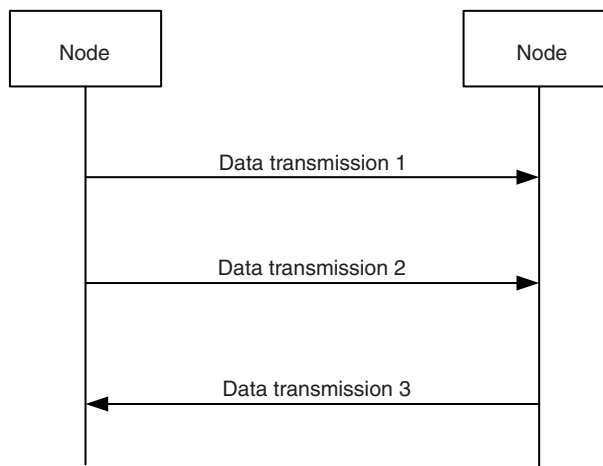 Node
Node
Data transmission 1
Data transmission 2
Data transmission 3